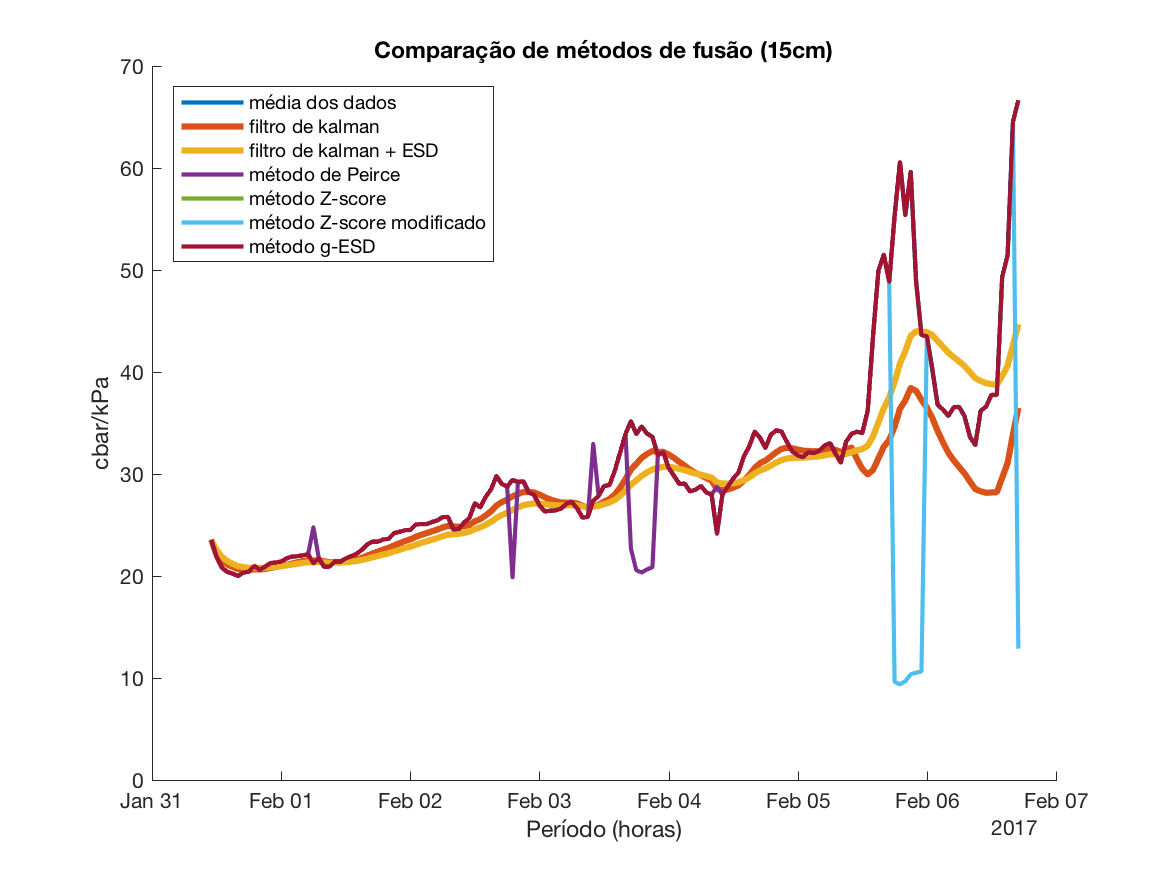 Comparação de métodos de fusão (15cm)
70
60
50
40
30
20
10
0
cbar/kPa
média dos dados
filtro de kalman
filtro de kalman + ESD
método de Peirce
método Z-score
método Z-score modificado
método g-ESD
Jan 31 Feb 01 Feb 02 Feb 03 Feb 04 Feb 05 Feb 06 Feb 07
Período (horas)
2017